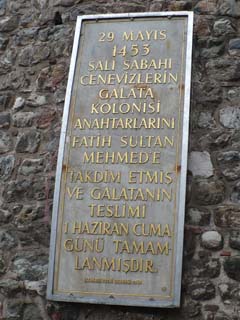 29 MAYIS
1453
SALI SABAHI
CENEVİZLERİN
GALATA
KOLONİSİ
ANAHTARLARINI
FATİH SULTAN
MEHMED'E
TAKDİM ETMİŞ
VE GALATANIN
TESLİMİ
1 HAZİRAN CUMA
GÜNÜ TAMAM-
LANMIŞDIR.